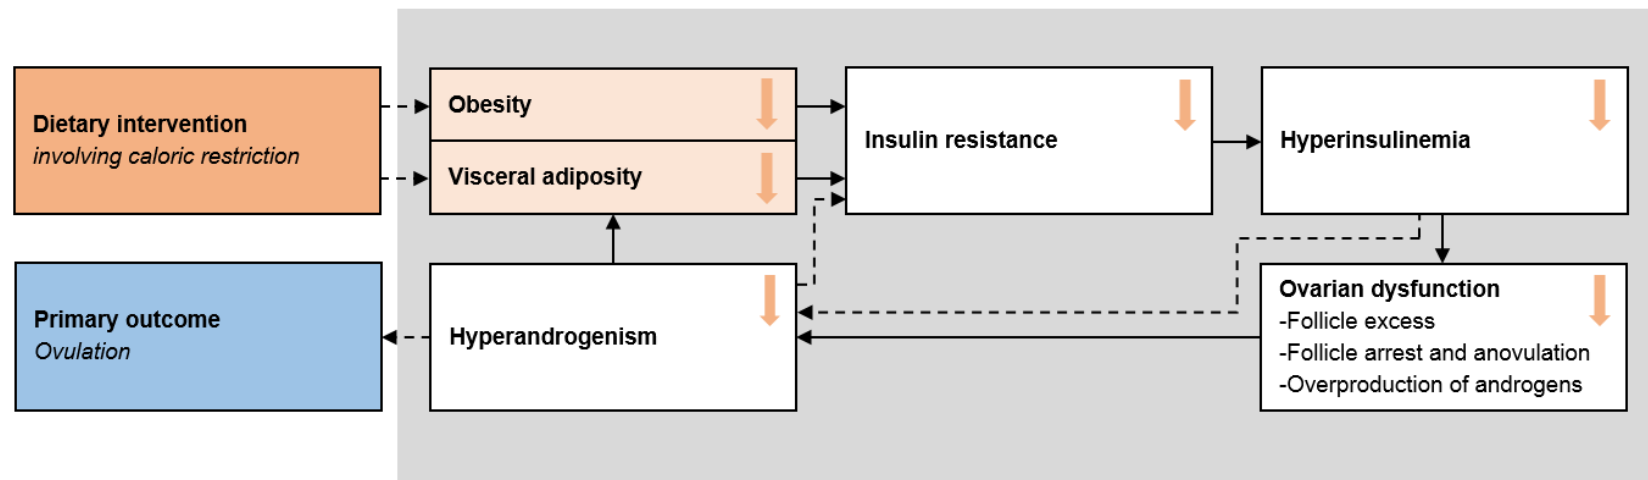 Dietary intervention
involving caloric restriction
Obesity
Visceral adiposity
Insulin resistance
Hyperinsulinemia
Primary outcome
Ovulation
Hyperandrogenism
Ovarian dysfunction
-Follicle excess
-Follicle arrest and anovulation
-Overproduction of androgens